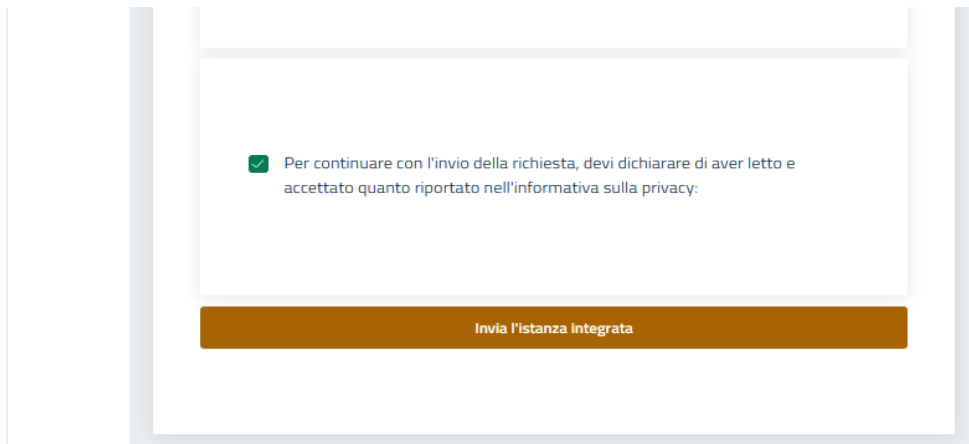 Per continuare con l'invio della richiesta, devi dichiarare di aver letto e
accettato quanto riportato nell'informativa sulla privacy:
Invia l'istanza integrata